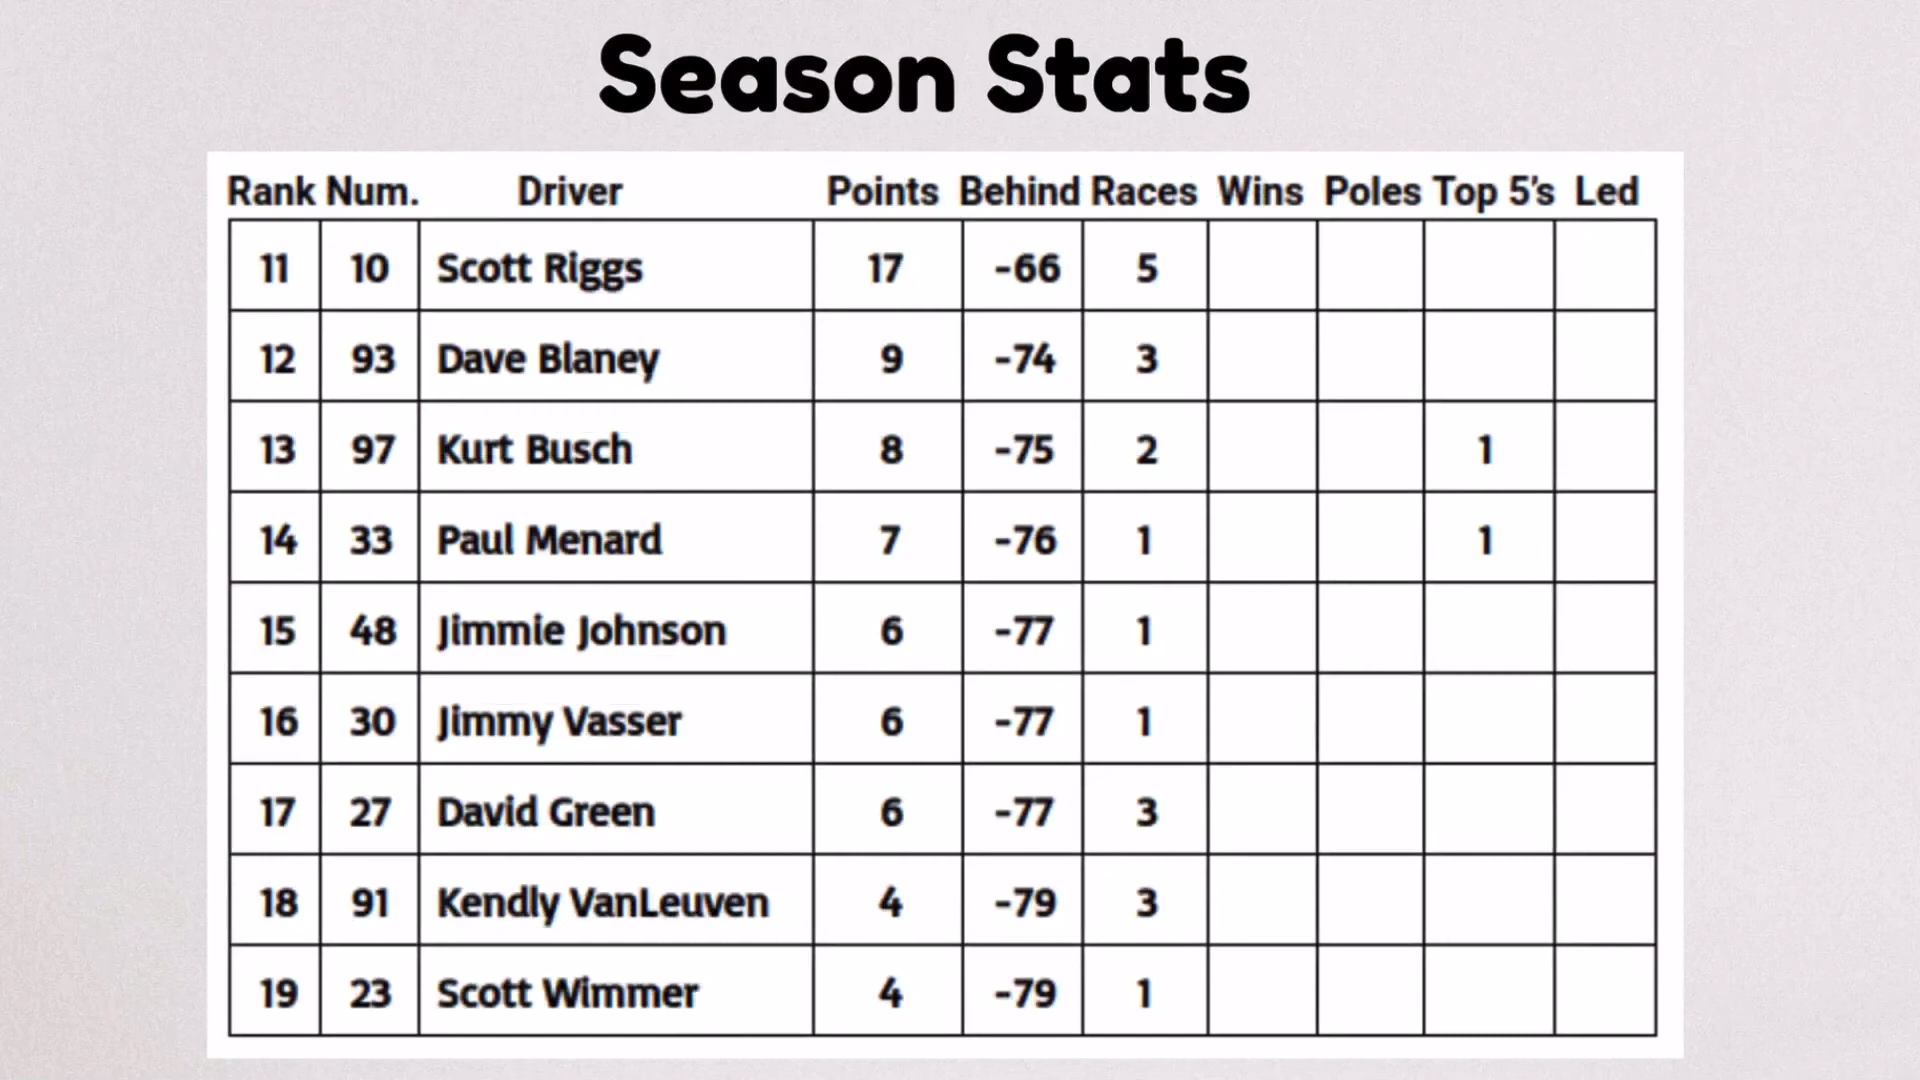 Season Stats
Rank Num. Driver Points Behind Races Wins Poles Top 5's Led
11 10 Scott Riggs 17 -66 5
12 93 Dave Blaney 9 -74 3
13 97 Kurt Busch 8 -75 2 1
14 33 Paul Menard 7 -76 1 1
15 48 Jimmie Johnson 6 -77 1
16 30 Jimmy Vasser 6 -77 1
17 27 David Green 6 -77 3
18 91 Kendly VanLeuven 4 -79 3
19 23 Scott Wimmer 4 -79 1